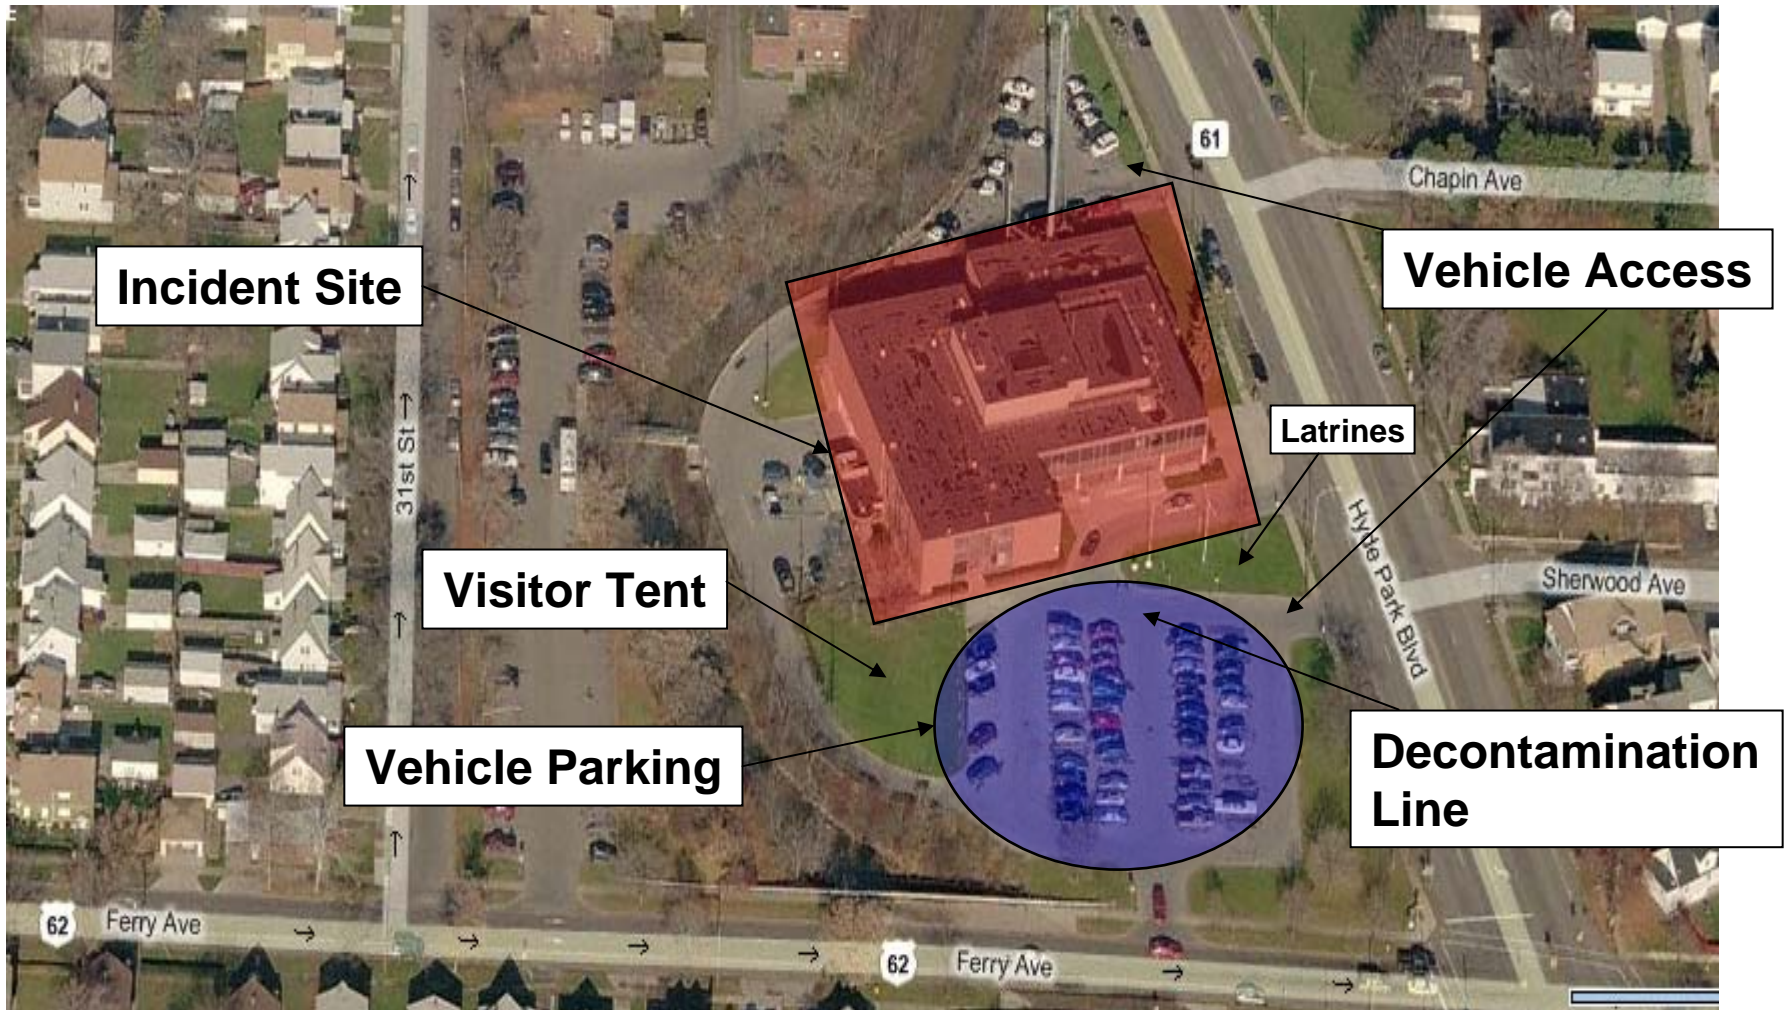 61
Chapin Ave
Vehicle Access
Incident Site
Latrines
31st St
Hyde Park Blvd
Visitor Tent
Sherwood Ave
Vehicle Parking
Decontamination
Line
62
Ferry Ave
62
Ferry Ave